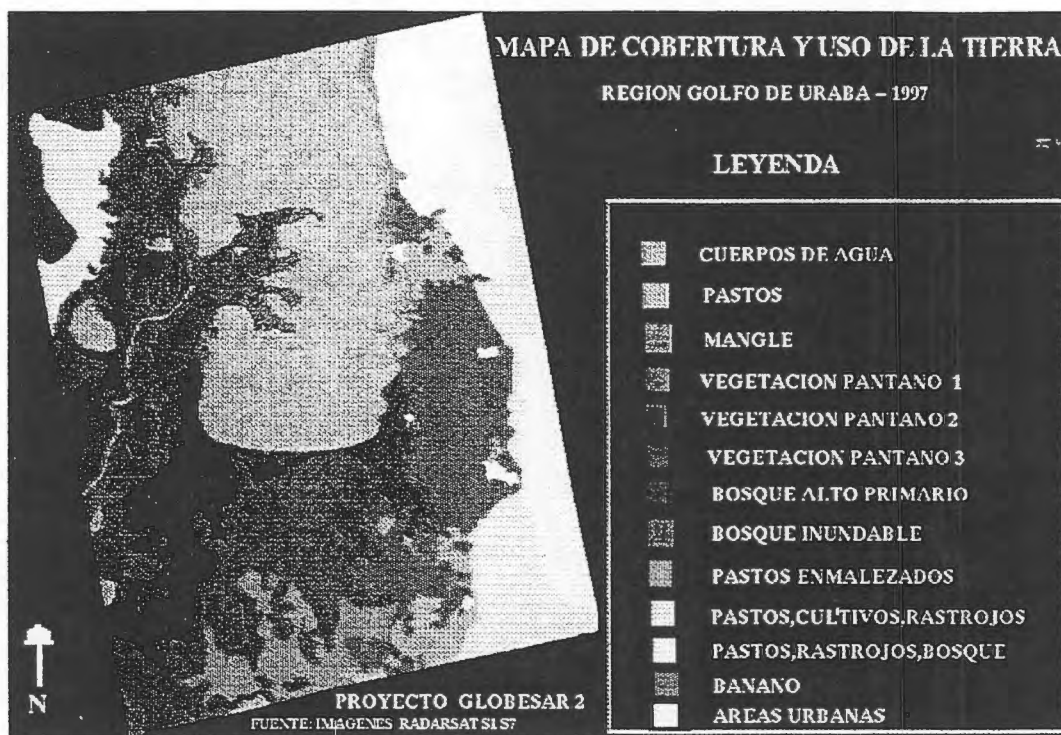 MAPA DE COBERTURA Y USO DE LA TIERRA
REGION GOLFO DE URABA – 1997
LEYENDA
CUERPOS DE AGUA
PASTOS
MANGLE
VEGETACION PANTANO 1
VEGETACION PANTANO 2
VEGETACION PANTANO 3
BOSQUE ALTO PRIMARIO
BOSQUE INUNDABLE
PASTOS ENMALEZADOS
PASTOS,CULTIVOS,RASTROJOS
PASTOS,RASTROJOS,BOSQUE
BANANO
AREAS URBANAS
N
PROYECTO GLOBESAR 2
FUENTE: IMAGENES RADARSAT S1 S7